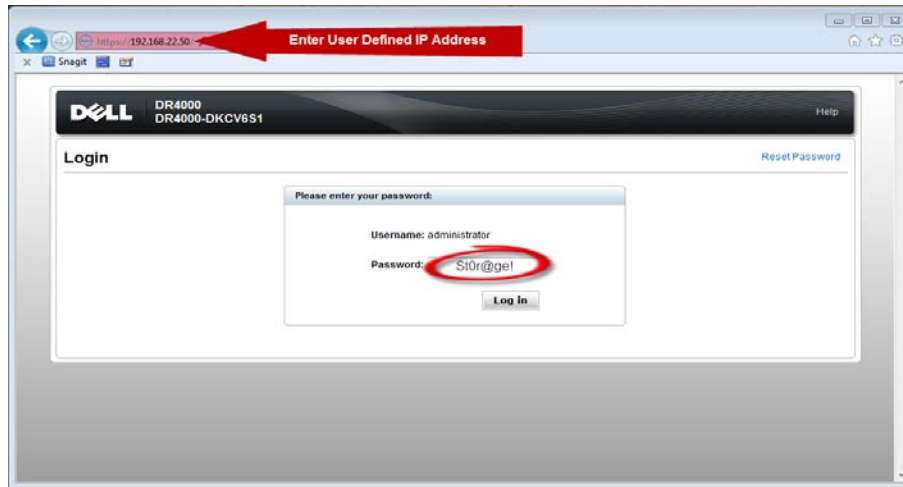 https://192.168.22.50/
Enter User Defined IP Address
Snagit
DELL
DR4000
DR4000-DKCV6S1
Help
Login
Reset Password
Please enter your password:
Username: administrator
Password: St0r@ge!
Log in